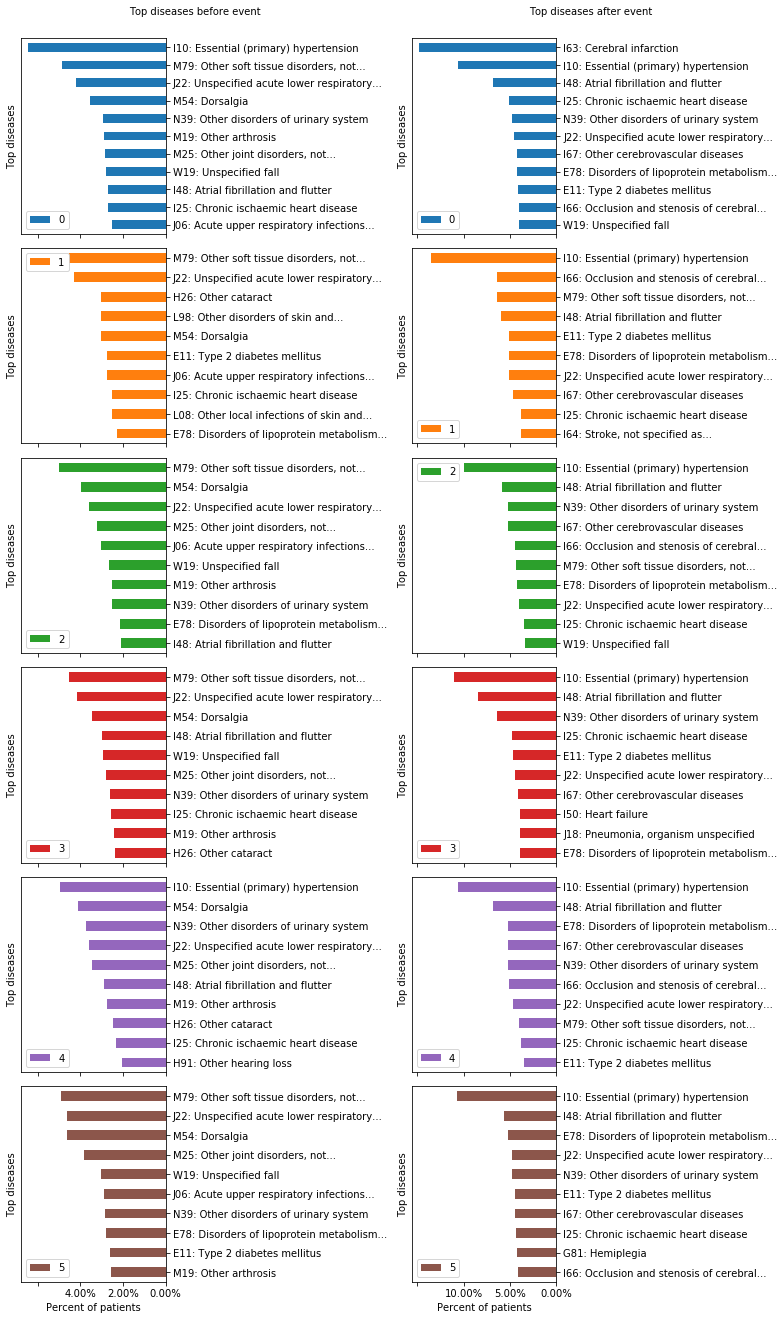 Top diseases before event
Top diseases after event
Top diseases
I10: Essential (primary) hypertension
M79: Other soft tissue disorders, not...
J22: Unspecified acute lower respiratory...
M54: Dorsalgia
N39: Other disorders of urinary system
M19: Other arthrosis
M25: Other joint disorders, not...
W19: Unspecified fall
I48: Atrial fibrillation and flutter
I25: Chronic ischaemic heart disease
J06: Acute upper respiratory infections...
0
Top diseases
I63: Cerebral infarction
I10: Essential (primary) hypertension
I48: Atrial fibrillation and flutter
I25: Chronic ischaemic heart disease
N39: Other disorders of urinary system
J22: Unspecified acute lower respiratory...
I67: Other cerebrovascular diseases
E78: Disorders of lipoprotein metabolism...
E11: Type 2 diabetes mellitus
I66: Occlusion and stenosis of cerebral...
W19: Unspecified fall
0
Top diseases
1
M79: Other soft tissue disorders, not...
J22: Unspecified acute lower respiratory...
H26: Other cataract
L98: Other disorders of skin and...
M54: Dorsalgia
E11: Type 2 diabetes mellitus
J06: Acute upper respiratory infections...
I25: Chronic ischaemic heart disease
L08: Other local infections of skin and...
E78: Disorders of lipoprotein metabolism...
Top diseases
I10: Essential (primary) hypertension
I66: Occlusion and stenosis of cerebral...
M79: Other soft tissue disorders, not...
I48: Atrial fibrillation and flutter
E11: Type 2 diabetes mellitus
E78: Disorders of lipoprotein metabolism...
J22: Unspecified acute lower respiratory...
I67: Other cerebrovascular diseases
I25: Chronic ischaemic heart disease
I64: Stroke, not specified as...
1
Top diseases
M79: Other soft tissue disorders, not...
M54: Dorsalgia
J22: Unspecified acute lower respiratory...
M25: Other joint disorders, not...
J06: Acute upper respiratory infections...
W19: Unspecified fall
M19: Other arthrosis
N39: Other disorders of urinary system
E78: Disorders of lipoprotein metabolism...
I48: Atrial fibrillation and flutter
2
Top diseases
2
I10: Essential (primary) hypertension
I48: Atrial fibrillation and flutter
N39: Other disorders of urinary system
I67: Other cerebrovascular diseases
I66: Occlusion and stenosis of cerebral...
M79: Other soft tissue disorders, not...
E78: Disorders of lipoprotein metabolism...
J22: Unspecified acute lower respiratory...
I25: Chronic ischaemic heart disease
W19: Unspecified fall
Top diseases
M79: Other soft tissue disorders, not...
J22: Unspecified acute lower respiratory...
M54: Dorsalgia
I48: Atrial fibrillation and flutter
W19: Unspecified fall
M25: Other joint disorders, not...
N39: Other disorders of urinary system
I25: Chronic ischaemic heart disease
M19: Other arthrosis
H26: Other cataract
3
Top diseases
I10: Essential (primary) hypertension
I48: Atrial fibrillation and flutter
N39: Other disorders of urinary system
I25: Chronic ischaemic heart disease
E11: Type 2 diabetes mellitus
J22: Unspecified acute lower respiratory...
I67: Other cerebrovascular diseases
I50: Heart failure
J18: Pneumonia, organism unspecified
E78: Disorders of lipoprotein metabolism...
3
Top diseases
I10: Essential (primary) hypertension
M54: Dorsalgia
N39: Other disorders of urinary system
J22: Unspecified acute lower respiratory...
M25: Other joint disorders, not...
I48: Atrial fibrillation and flutter
M19: Other arthrosis
H26: Other cataract
I25: Chronic ischaemic heart disease
H91: Other hearing loss
4
Top diseases
I10: Essential (primary) hypertension
I48: Atrial fibrillation and flutter
E78: Disorders of lipoprotein metabolism...
I67: Other cerebrovascular diseases
N39: Other disorders of urinary system
I66: Occlusion and stenosis of cerebral...
J22: Unspecified acute lower respiratory...
M79: Other soft tissue disorders, not...
I25: Chronic ischaemic heart disease
E11: Type 2 diabetes mellitus
4
Top diseases
M79: Other soft tissue disorders, not...
J22: Unspecified acute lower respiratory...
M54: Dorsalgia
M25: Other joint disorders, not...
W19: Unspecified fall
J06: Acute upper respiratory infections...
N39: Other disorders of urinary system
E78: Disorders of lipoprotein metabolism...
E11: Type 2 diabetes mellitus
M19: Other arthrosis
5
4.00% 2.00% 0.00%
Percent of patients
Top diseases
I10: Essential (primary) hypertension
I48: Atrial fibrillation and flutter
E78: Disorders of lipoprotein metabolism...
J22: Unspecified acute lower respiratory...
N39: Other disorders of urinary system
E11: Type 2 diabetes mellitus
I67: Other cerebrovascular diseases
I25: Chronic ischaemic heart disease
G81: Hemiplegia
I66: Occlusion and stenosis of cerebral...
5
10.00% 5.00% 0.00%
Percent of patients